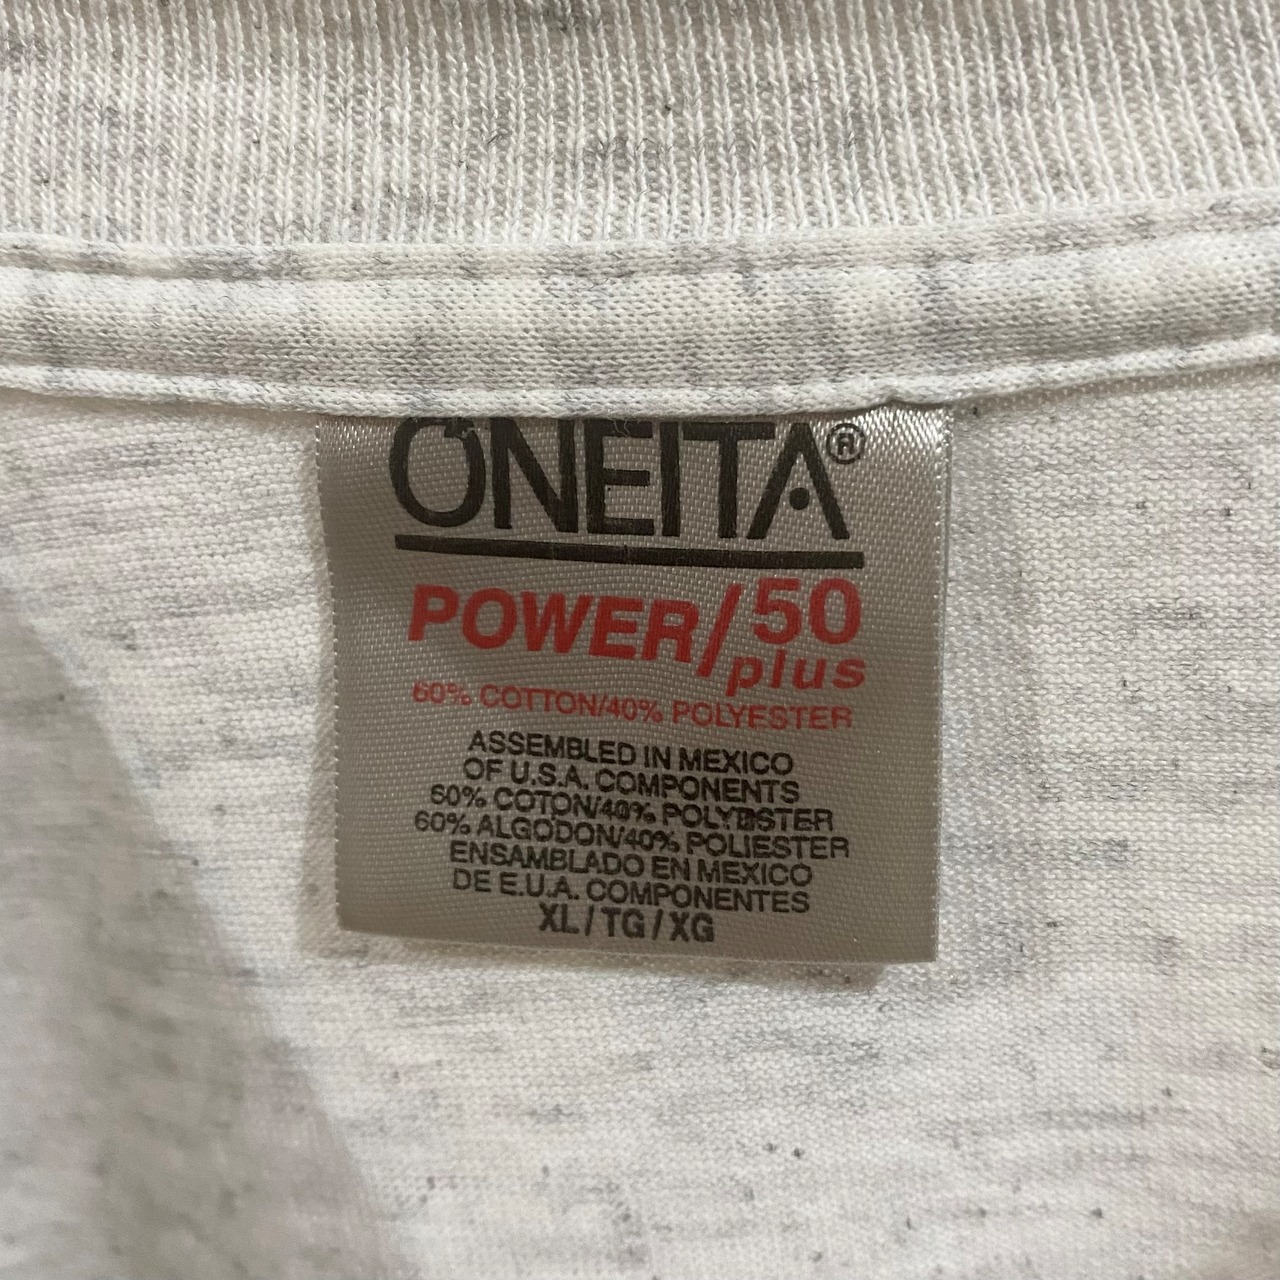 ONEITA®
POWER/50
plus
60% COTTON/40% POLYESTER
ASSEMBLED IN MEXICO
OF U.S.A. COMPONENTS
60% COTON/40% POLYESTER
60% ALGODON/40% POLIESTER
ENSAMBLADO EN MEXICO
DE E.U.A. COMPONENTES
XL / TG / XG